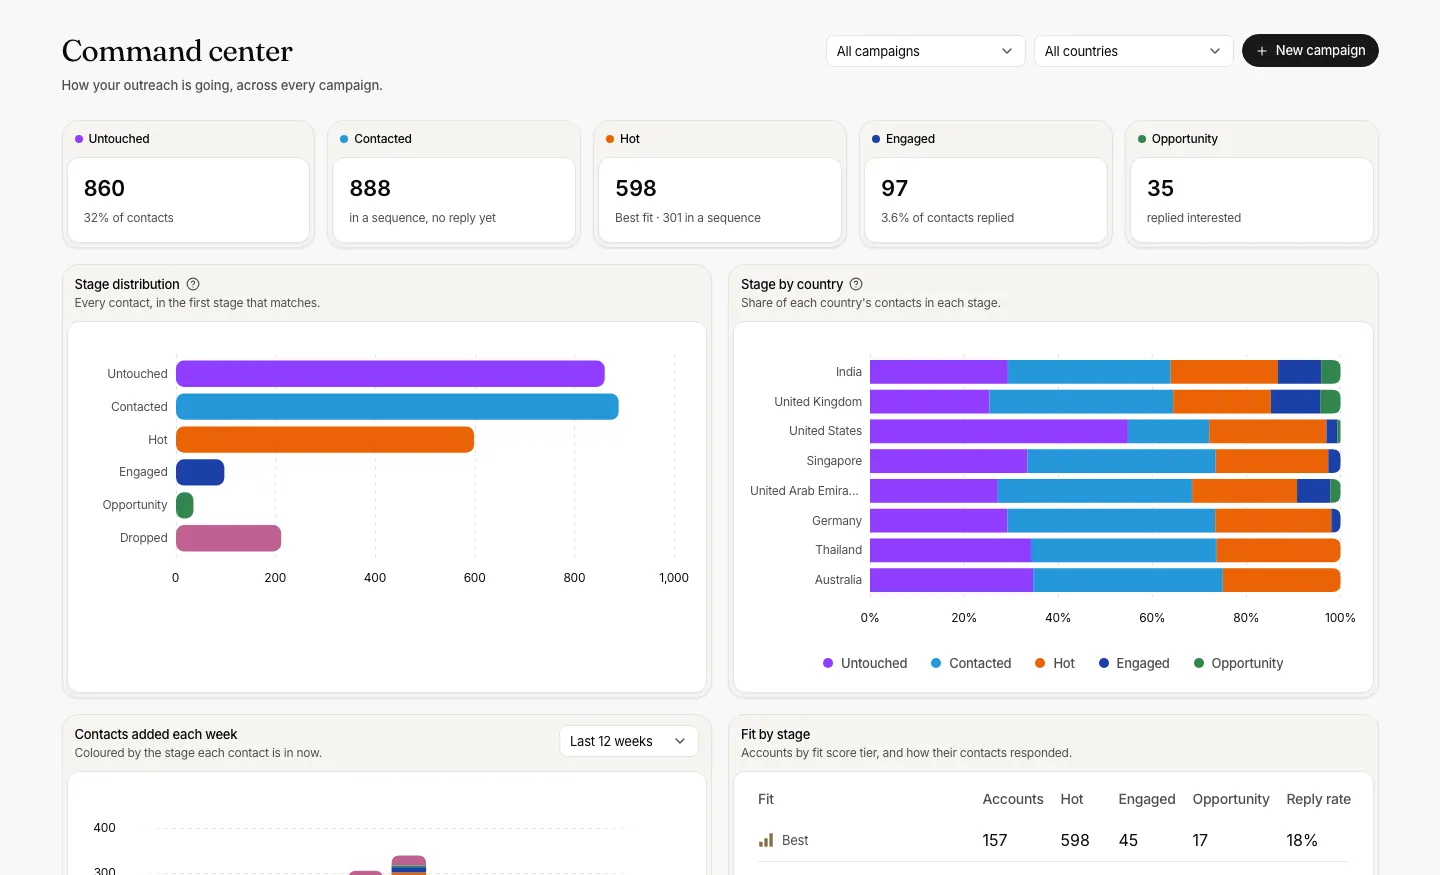 Command center
How your outreach is going, across every campaign.
All campaigns
All countries
New campaign
Untouched
860
32% of contacts
Contacted
888
in a sequence, no reply yet
Hot
598
Best fit · 301 in a sequence
Engaged
97
3.6% of contacts replied
Opportunity
35
replied interested
Stage distribution
Every contact, in the first stage that matches.
Untouched
Contacted
Hot
Engaged
Opportunity
Dropped
0 200 400 600 800 1,000
Stage by country
Share of each country's contacts in each stage.
India
United Kingdom
United States
Singapore
United Arab Emira...
Germany
Thailand
Australia
0% 20% 40% 60% 80% 100%
Untouched Contacted Hot Engaged Opportunity
Contacts added each week
Coloured by the stage each contact is in now.
Last 12 weeks
400
300
Fit by stage
Accounts by fit score tier, and how their contacts responded.
Fit Accounts Hot Engaged Opportunity Reply rate
Best 157 598 45 17 18%